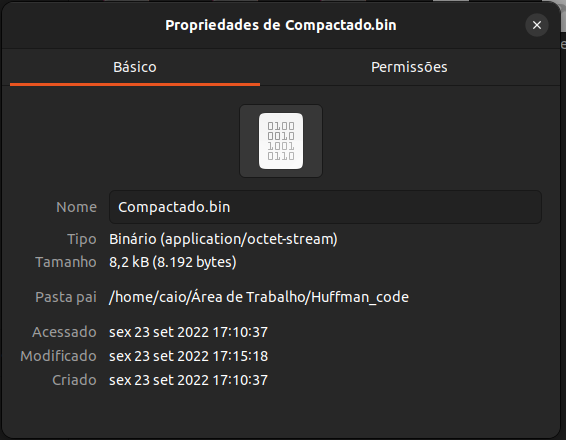 Propriedades de Compactado.bin
Básico Permissões
0100
0010
1001
0110
Nome Compactado.bin
Tipo Binário (application/octet-stream)
Tamanho 8,2 kB (8.192 bytes)
Pasta pai /home/caio/Área de Trabalho/Huffman_code
Acessado sex 23 set 2022 17:10:37
Modificado sex 23 set 2022 17:15:18
Criado sex 23 set 2022 17:10:37